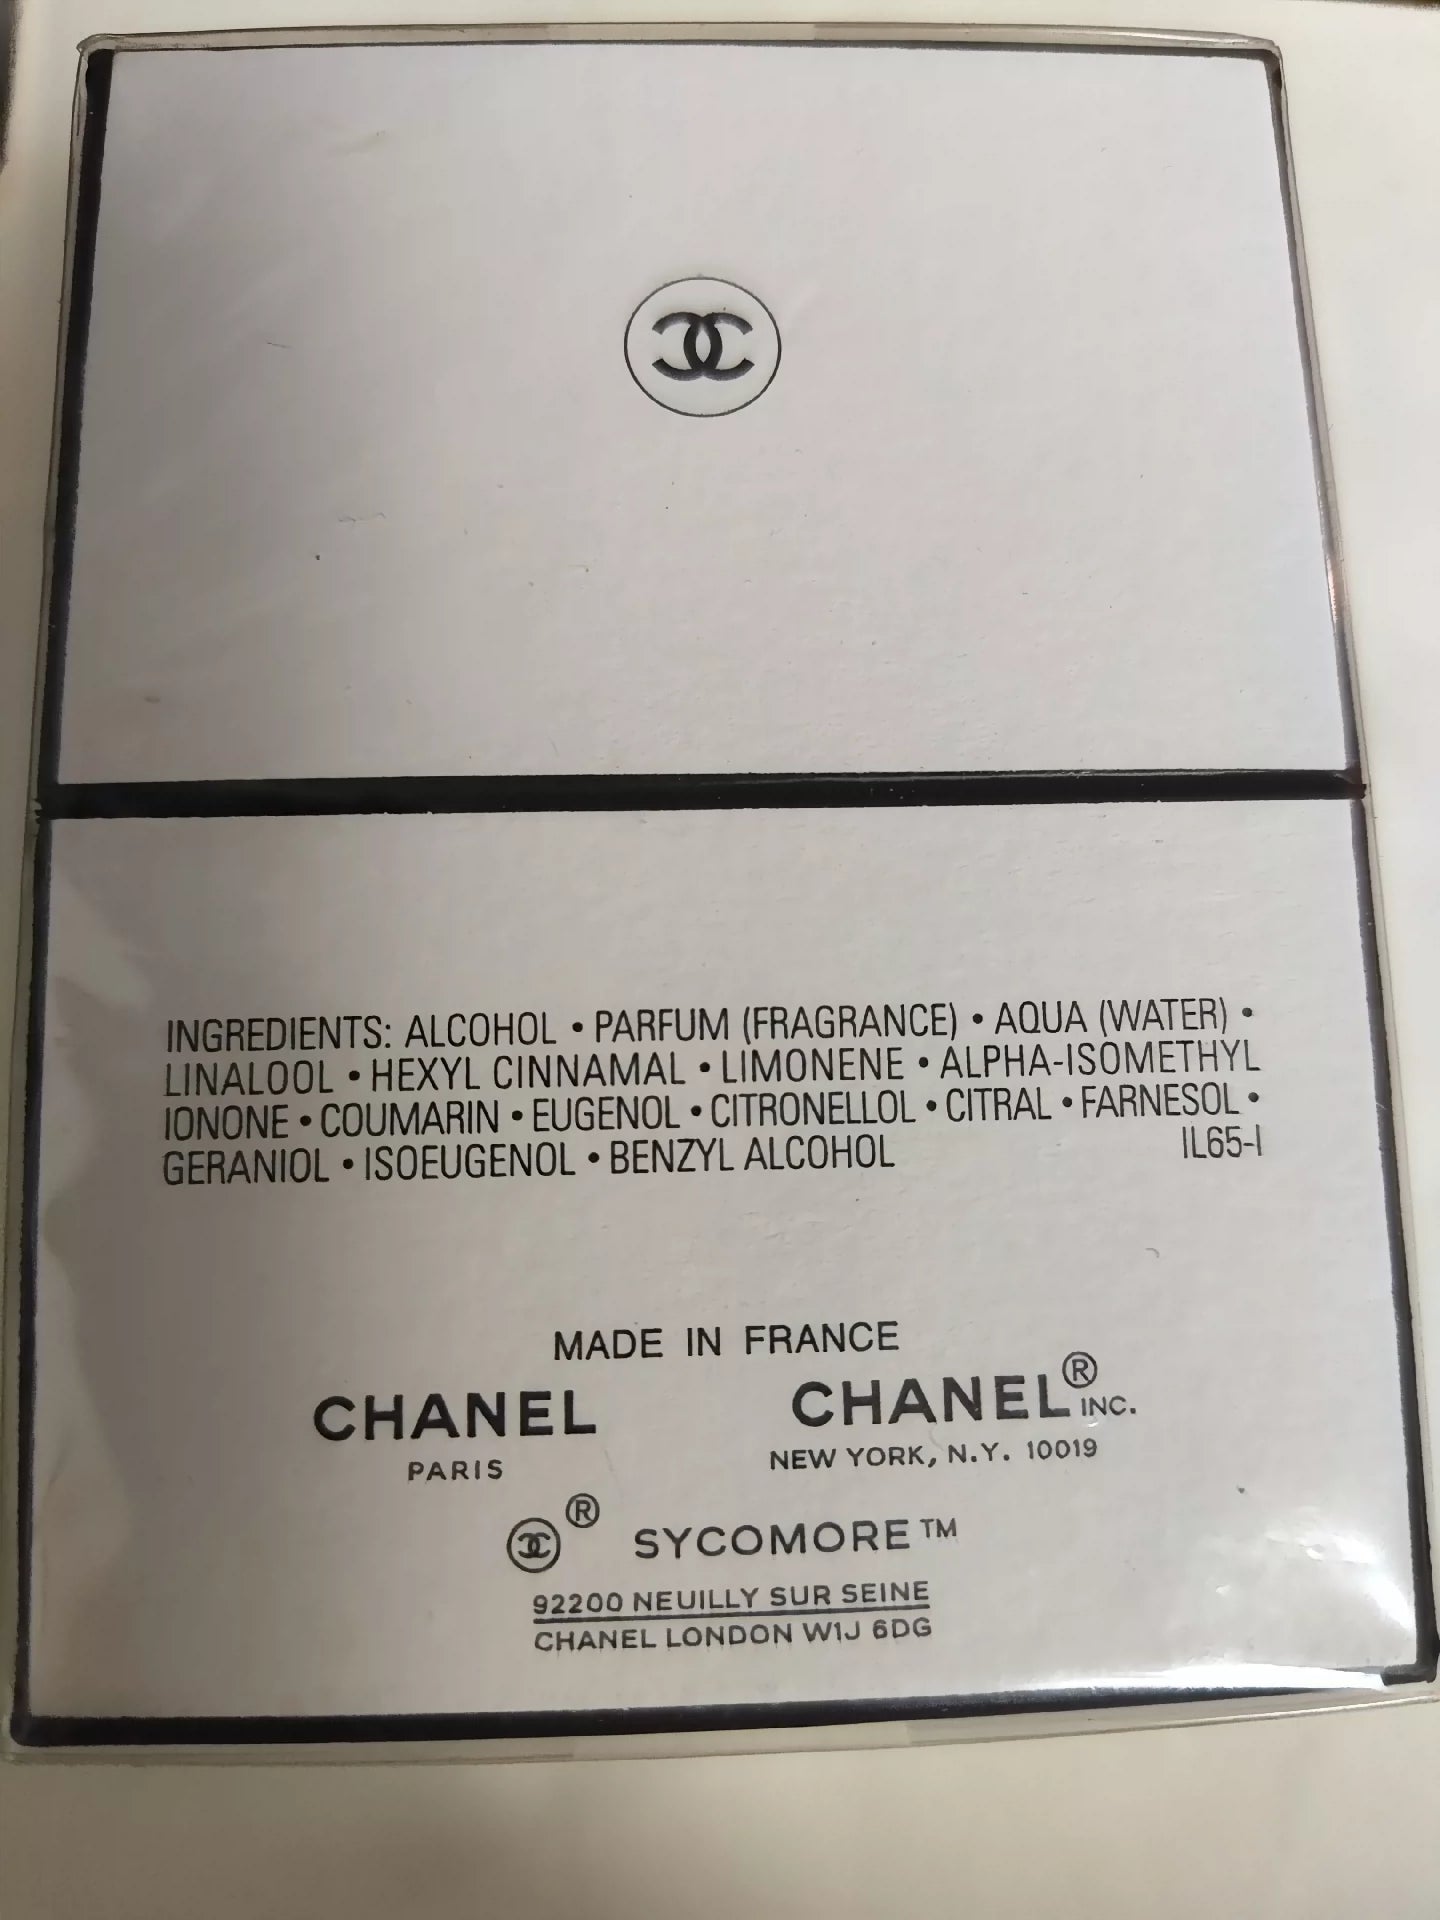 INGREDIENTS: ALCOHOL • PARFUM (FRAGRANCE) • AQUA (WATER) •
LINALOOL • HEXYL CINNAMAL • LIMONENE • ALPHA-ISOMETHYL
IONONE • COUMARIN • EUGENOL • CITRONELLOL • CITRAL • FARNESOL •
GERANIOL • ISOEUGENOL • BENZYL ALCOHOL IL65-I
MADE IN FRANCE
CHANEL CHANEL® INC.
PARIS NEW YORK, N.Y. 10019
® SYCOMORE™
92200 NEUILLY SUR SEINE
CHANEL LONDON W1J 6DG